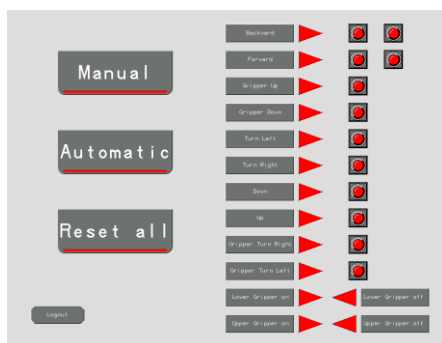 Manual
Automatic
Reset all
Logout
Backward
Forward
Gripper Up
Gripper Down
Turn Left
Turn Right
Down
Up
Gripper Turn Right
Gripper Turn Left
Lower Gripper on
Lower Gripper off
Upper Gripper on
Upper Gripper off